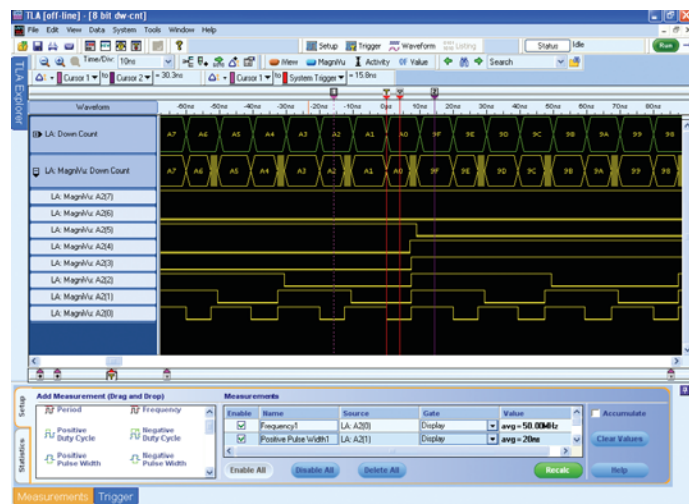 TLA [off-line] - [8 bit dw-cnt]
File Edit View Data System Tools Window Help
Setup Trigger Waveform Listing Status Idle Run
Time/Div: 10ns iView MagniVu Activity Value Search
Cursor 1 to Cursor 2 = 30.3ns Cursor 1 to System Trigger = -15.8ns
TLA Explorer
Waveform -60ns -50ns -40ns -30ns -20ns -10ns 0ps 10ns 20ns 30ns 40ns 50ns 60ns 70ns 80ns
LA: Down Count A7 A6 A5 A4 A3 A2 A1 A0 9F 9E 9D 9C 9B 9A 99 98
LA: MagniVu: Down Count A7 A6 A5 A4 A3 A2 A1 A0 9F 9E 9D 9C 9B 9A 99 98
LA: MagniVu: A2(7)
LA: MagniVu: A2(6)
LA: MagniVu: A2(5)
LA: MagniVu: A2(4)
LA: MagniVu: A2(3)
LA: MagniVu: A2(2)
LA: MagniVu: A2(1)
LA: MagniVu: A2(0)
Setup
Statistics
Add Measurement (Drag and Drop)
Period Frequency
Positive Duty Cycle Negative Duty Cycle
Positive Pulse Width Negative Pulse Width
Measurements
Enable Name Source Gate Value
Frequency1 LA: A2(0) Display avg = 50.00MHz
Positive Pulse Width1 LA: A2(1) Display avg = 20ns
Enable All Disable All Delete All Recalc
Accumulate
Clear Values
Help
Measurements Trigger